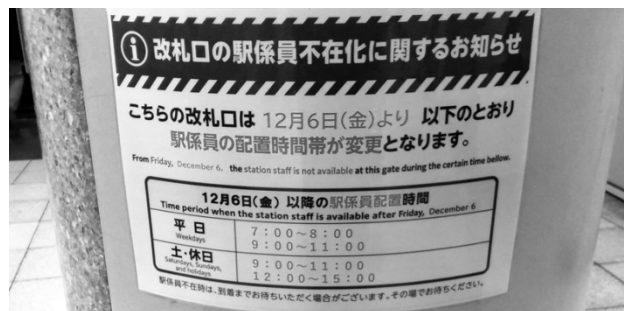 i 改札口の駅係員不在化に関するお知らせ
こちらの改札口は 12月6日(金)より 以下のとおり
駅係員の配置時間帯が変更となります。
From Friday, December 6. the station staff is not available at this gate during the certain time bellow.
12月6日(金) 以降の駅係員配置時間
Time period when the station staff is available after Friday, December 6
平 日
Weekdays
7:00~8:00
9:00~11:00
土・休日
Saturdays, Sundays,
and holidays
9:00~11:00
12:00~15:00
駅係員不在時は、到着までお待ちいただく場合がございます。その場でお待ちください。